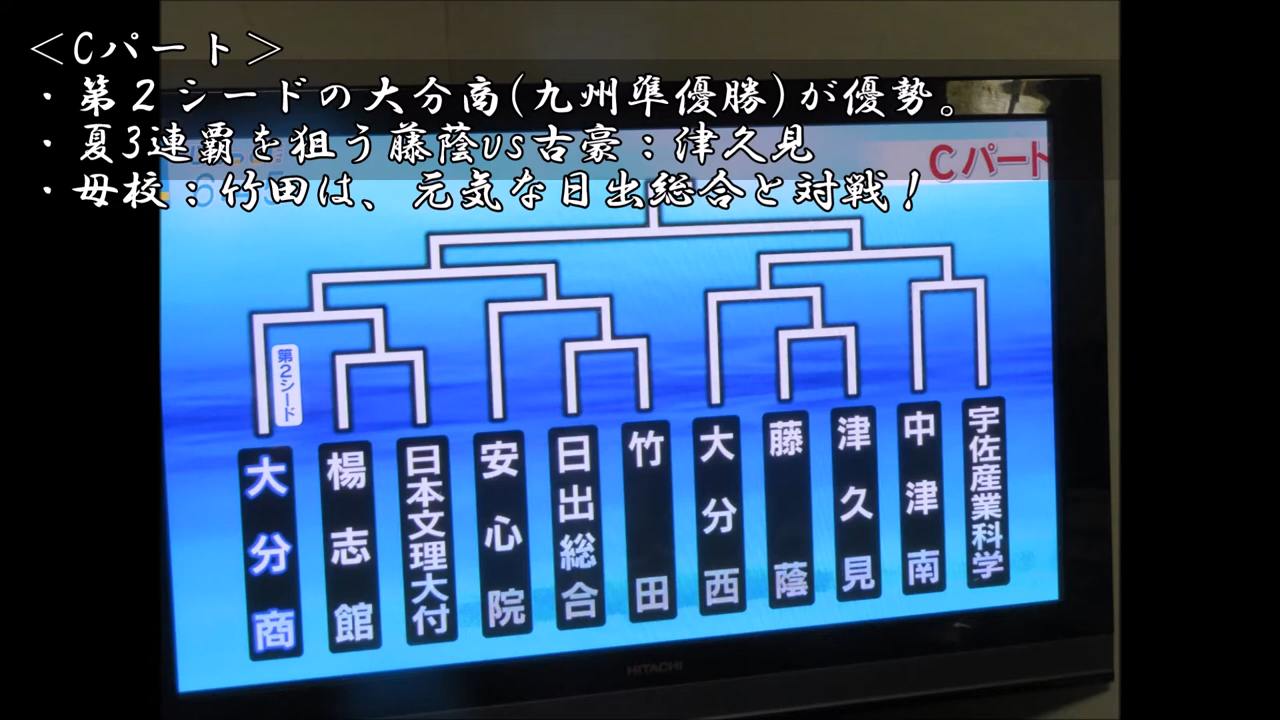 ＜Cパート＞
・第２シードの大分商(九州準優勝)が優勢。
・夏3連覇を狙う藤蔭vs古豪：津久見
・母校：竹田は、元気な日出総合と対戦！
Cパート
第2シード
大分商
楊志館
日本文理大付
安心院
日出総合
竹田
大分西
藤蔭
津久見
中津南
宇佐産業科学
HITACHI